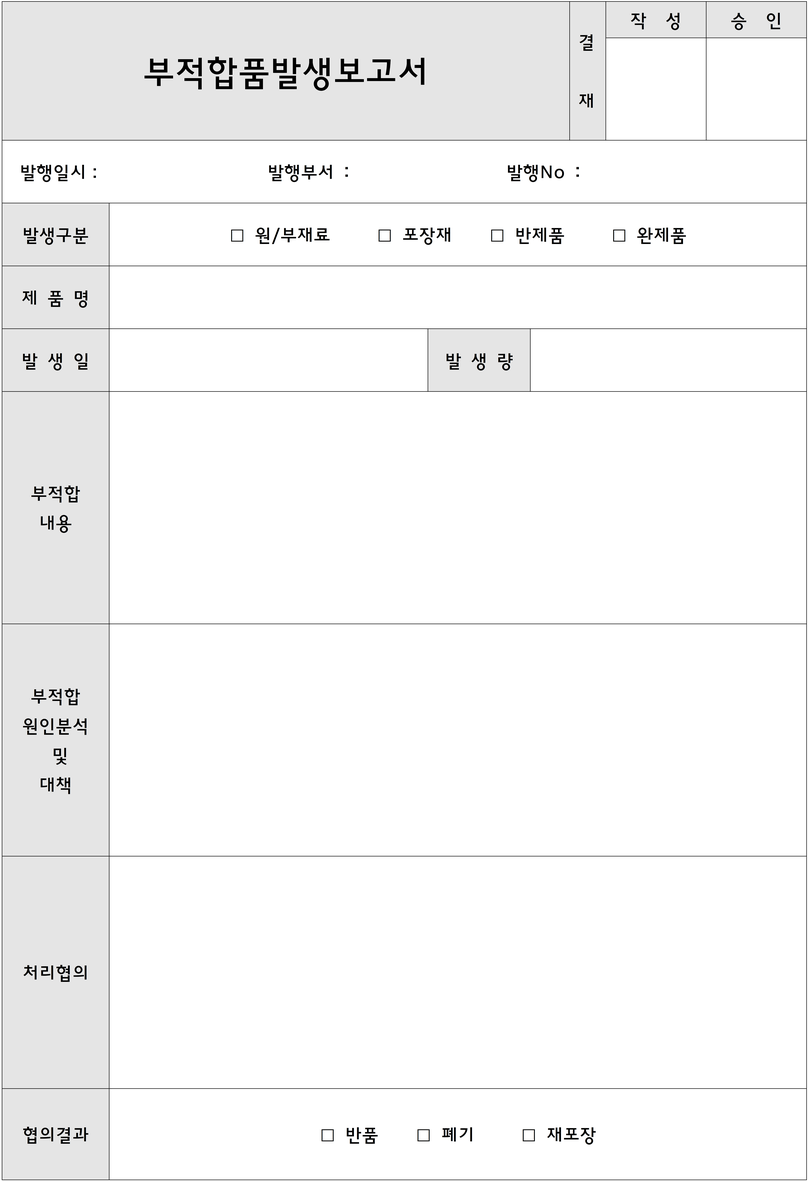 부적합품발생보고서
결
재
작 성
승 인
발행일시 : 발행부서 : 발행No :
발생구분 □ 원/부재료 □ 포장재 □ 반제품 □ 완제품
제 품 명
발 생 일 발 생 량
부적합
내용
부적합
원인분석
및
대책
처리협의
협의결과 □ 반품 □ 폐기 □ 재포장